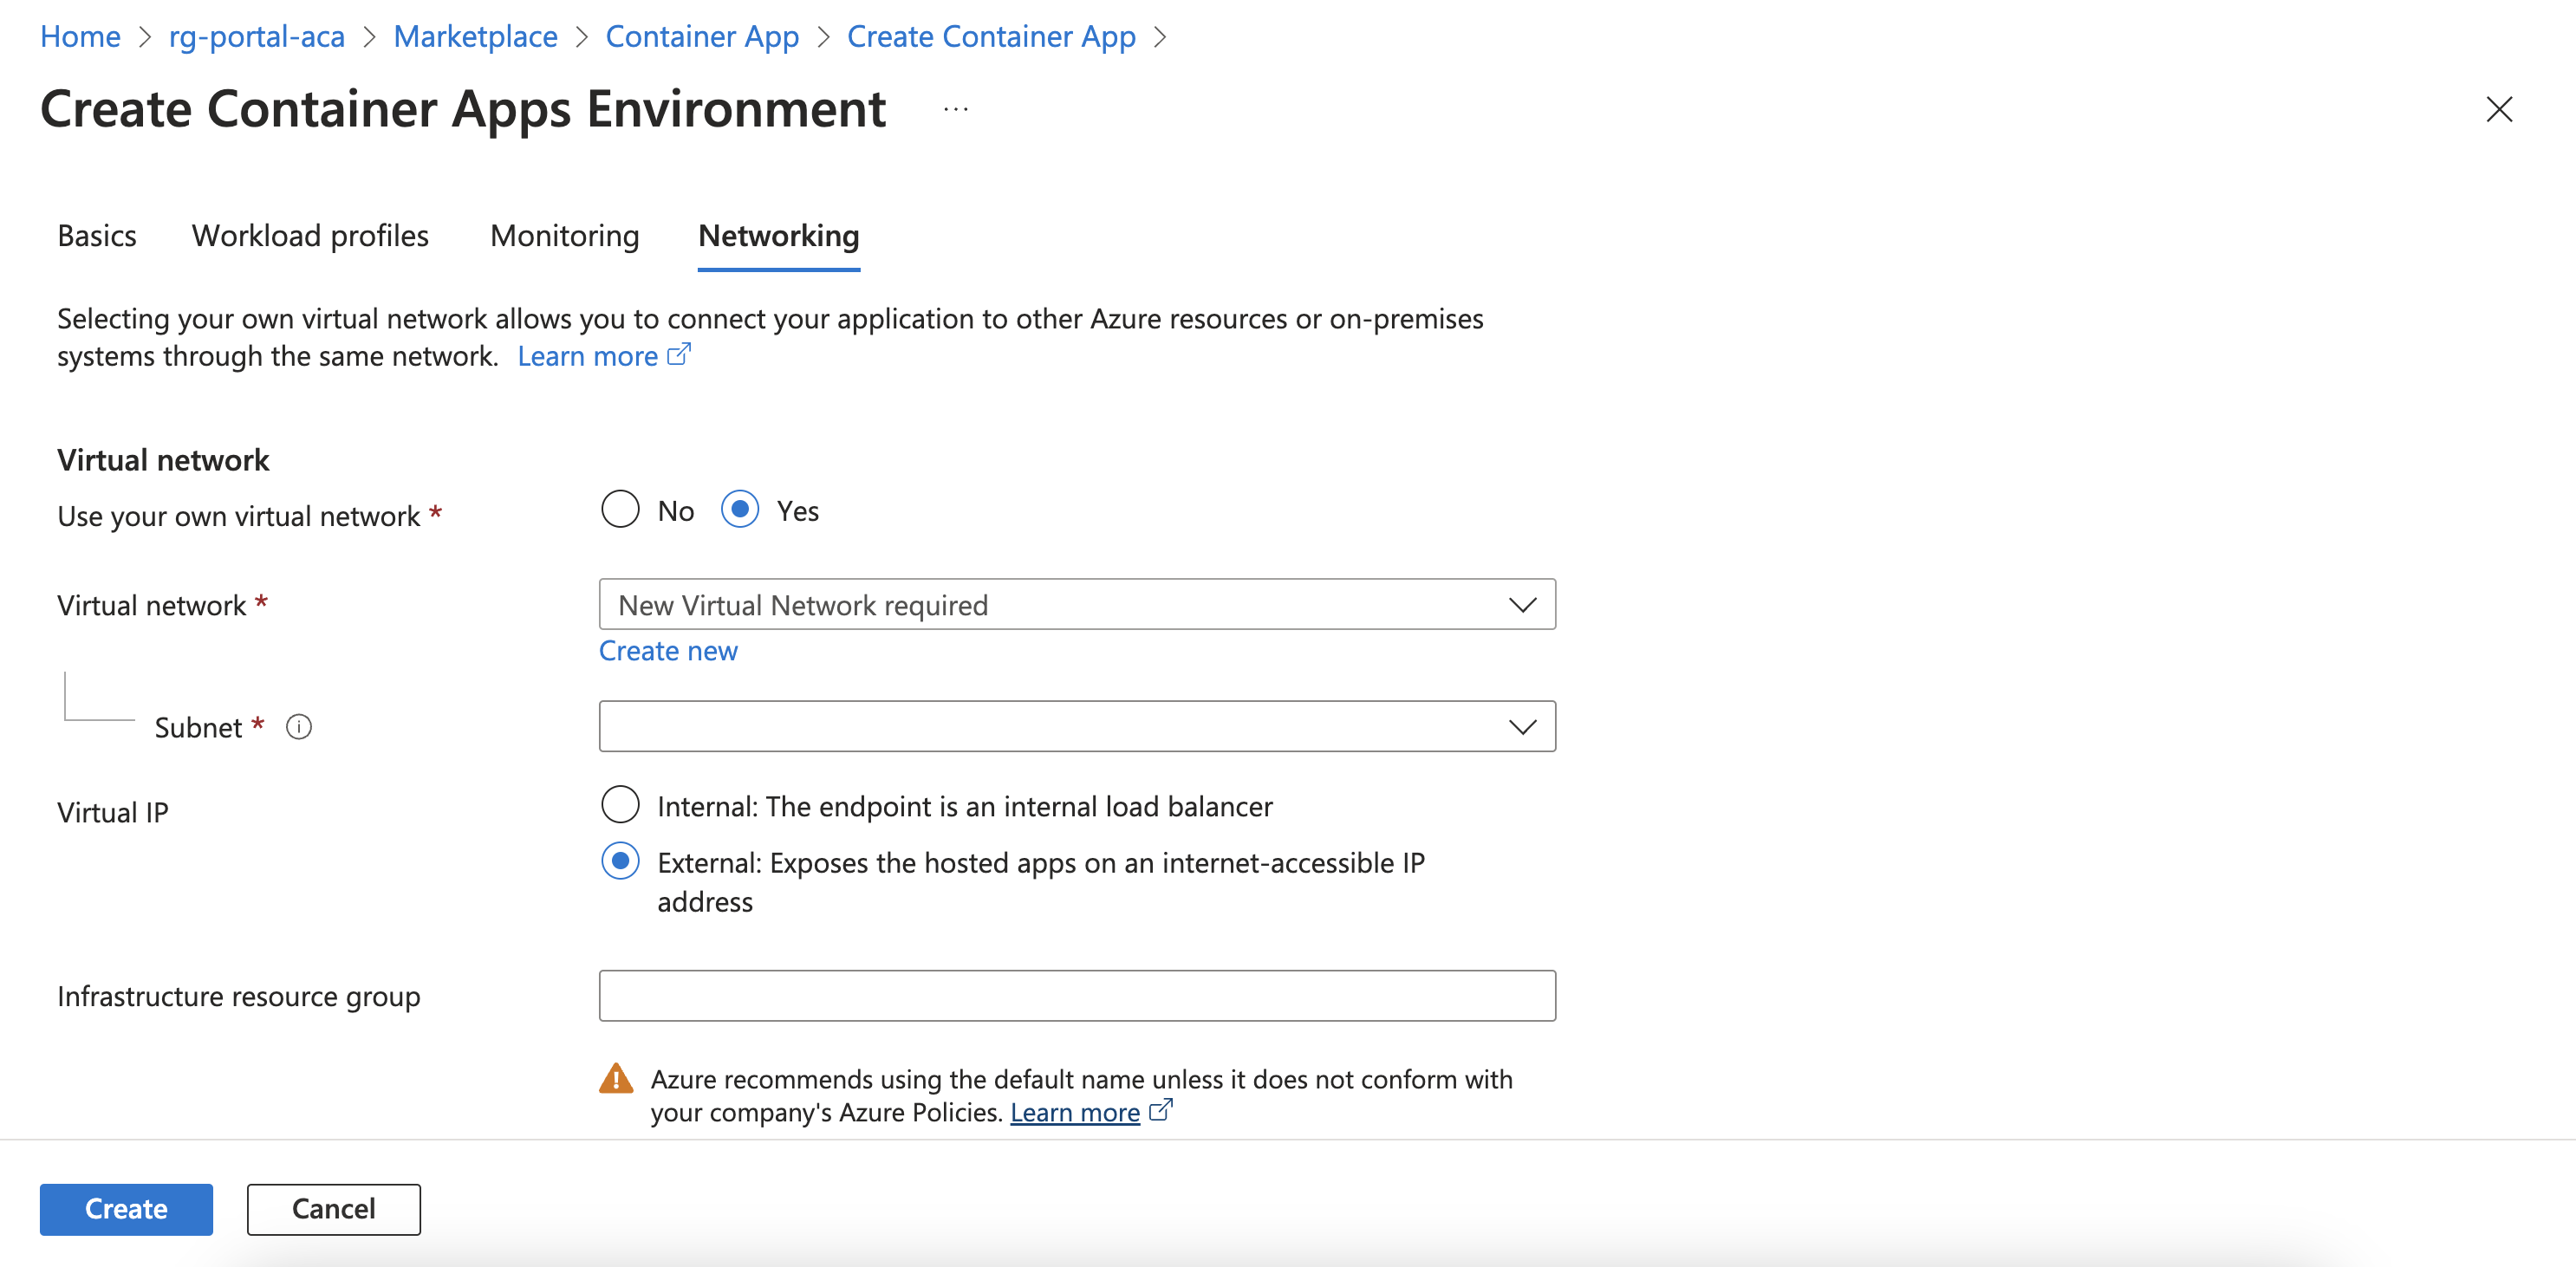 Home > rg-portal-aca > Marketplace > Container App > Create Container App >
Create Container Apps Environment ...
Basics Workload profiles Monitoring Networking
Selecting your own virtual network allows you to connect your application to other Azure resources or on-premises
systems through the same network. Learn more
Virtual network
Use your own virtual network * No Yes
Virtual network * New Virtual Network required
Create new
Subnet *
Virtual IP Internal: The endpoint is an internal load balancer
External: Exposes the hosted apps on an internet-accessible IP
address
Infrastructure resource group
Azure recommends using the default name unless it does not conform with
your company's Azure Policies. Learn more
Create Cancel